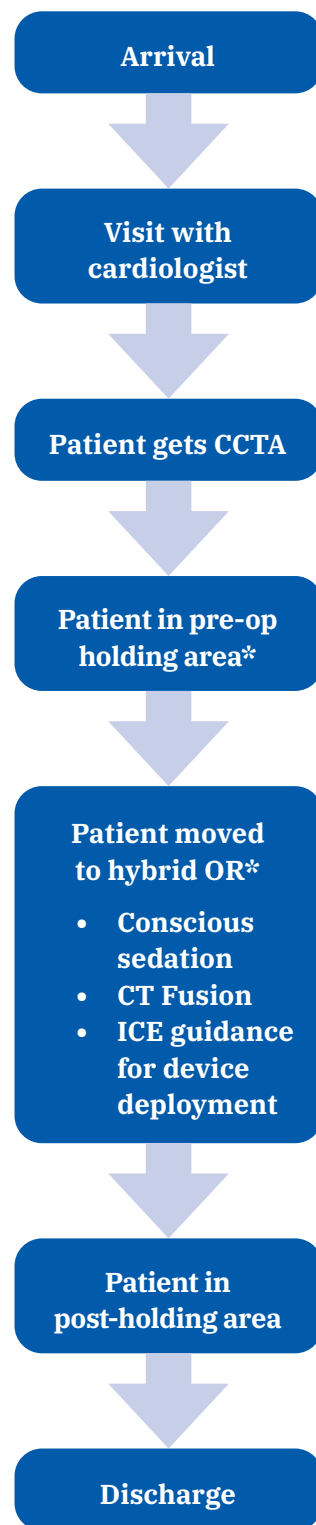 Arrival
Visit with
cardiologist
Patient gets CCTA
Patient in pre-op
holding area*
Patient moved
to hybrid OR*
• Conscious
sedation
• CT Fusion
• ICE guidance
for device
deployment
Patient in
post-holding area
Discharge